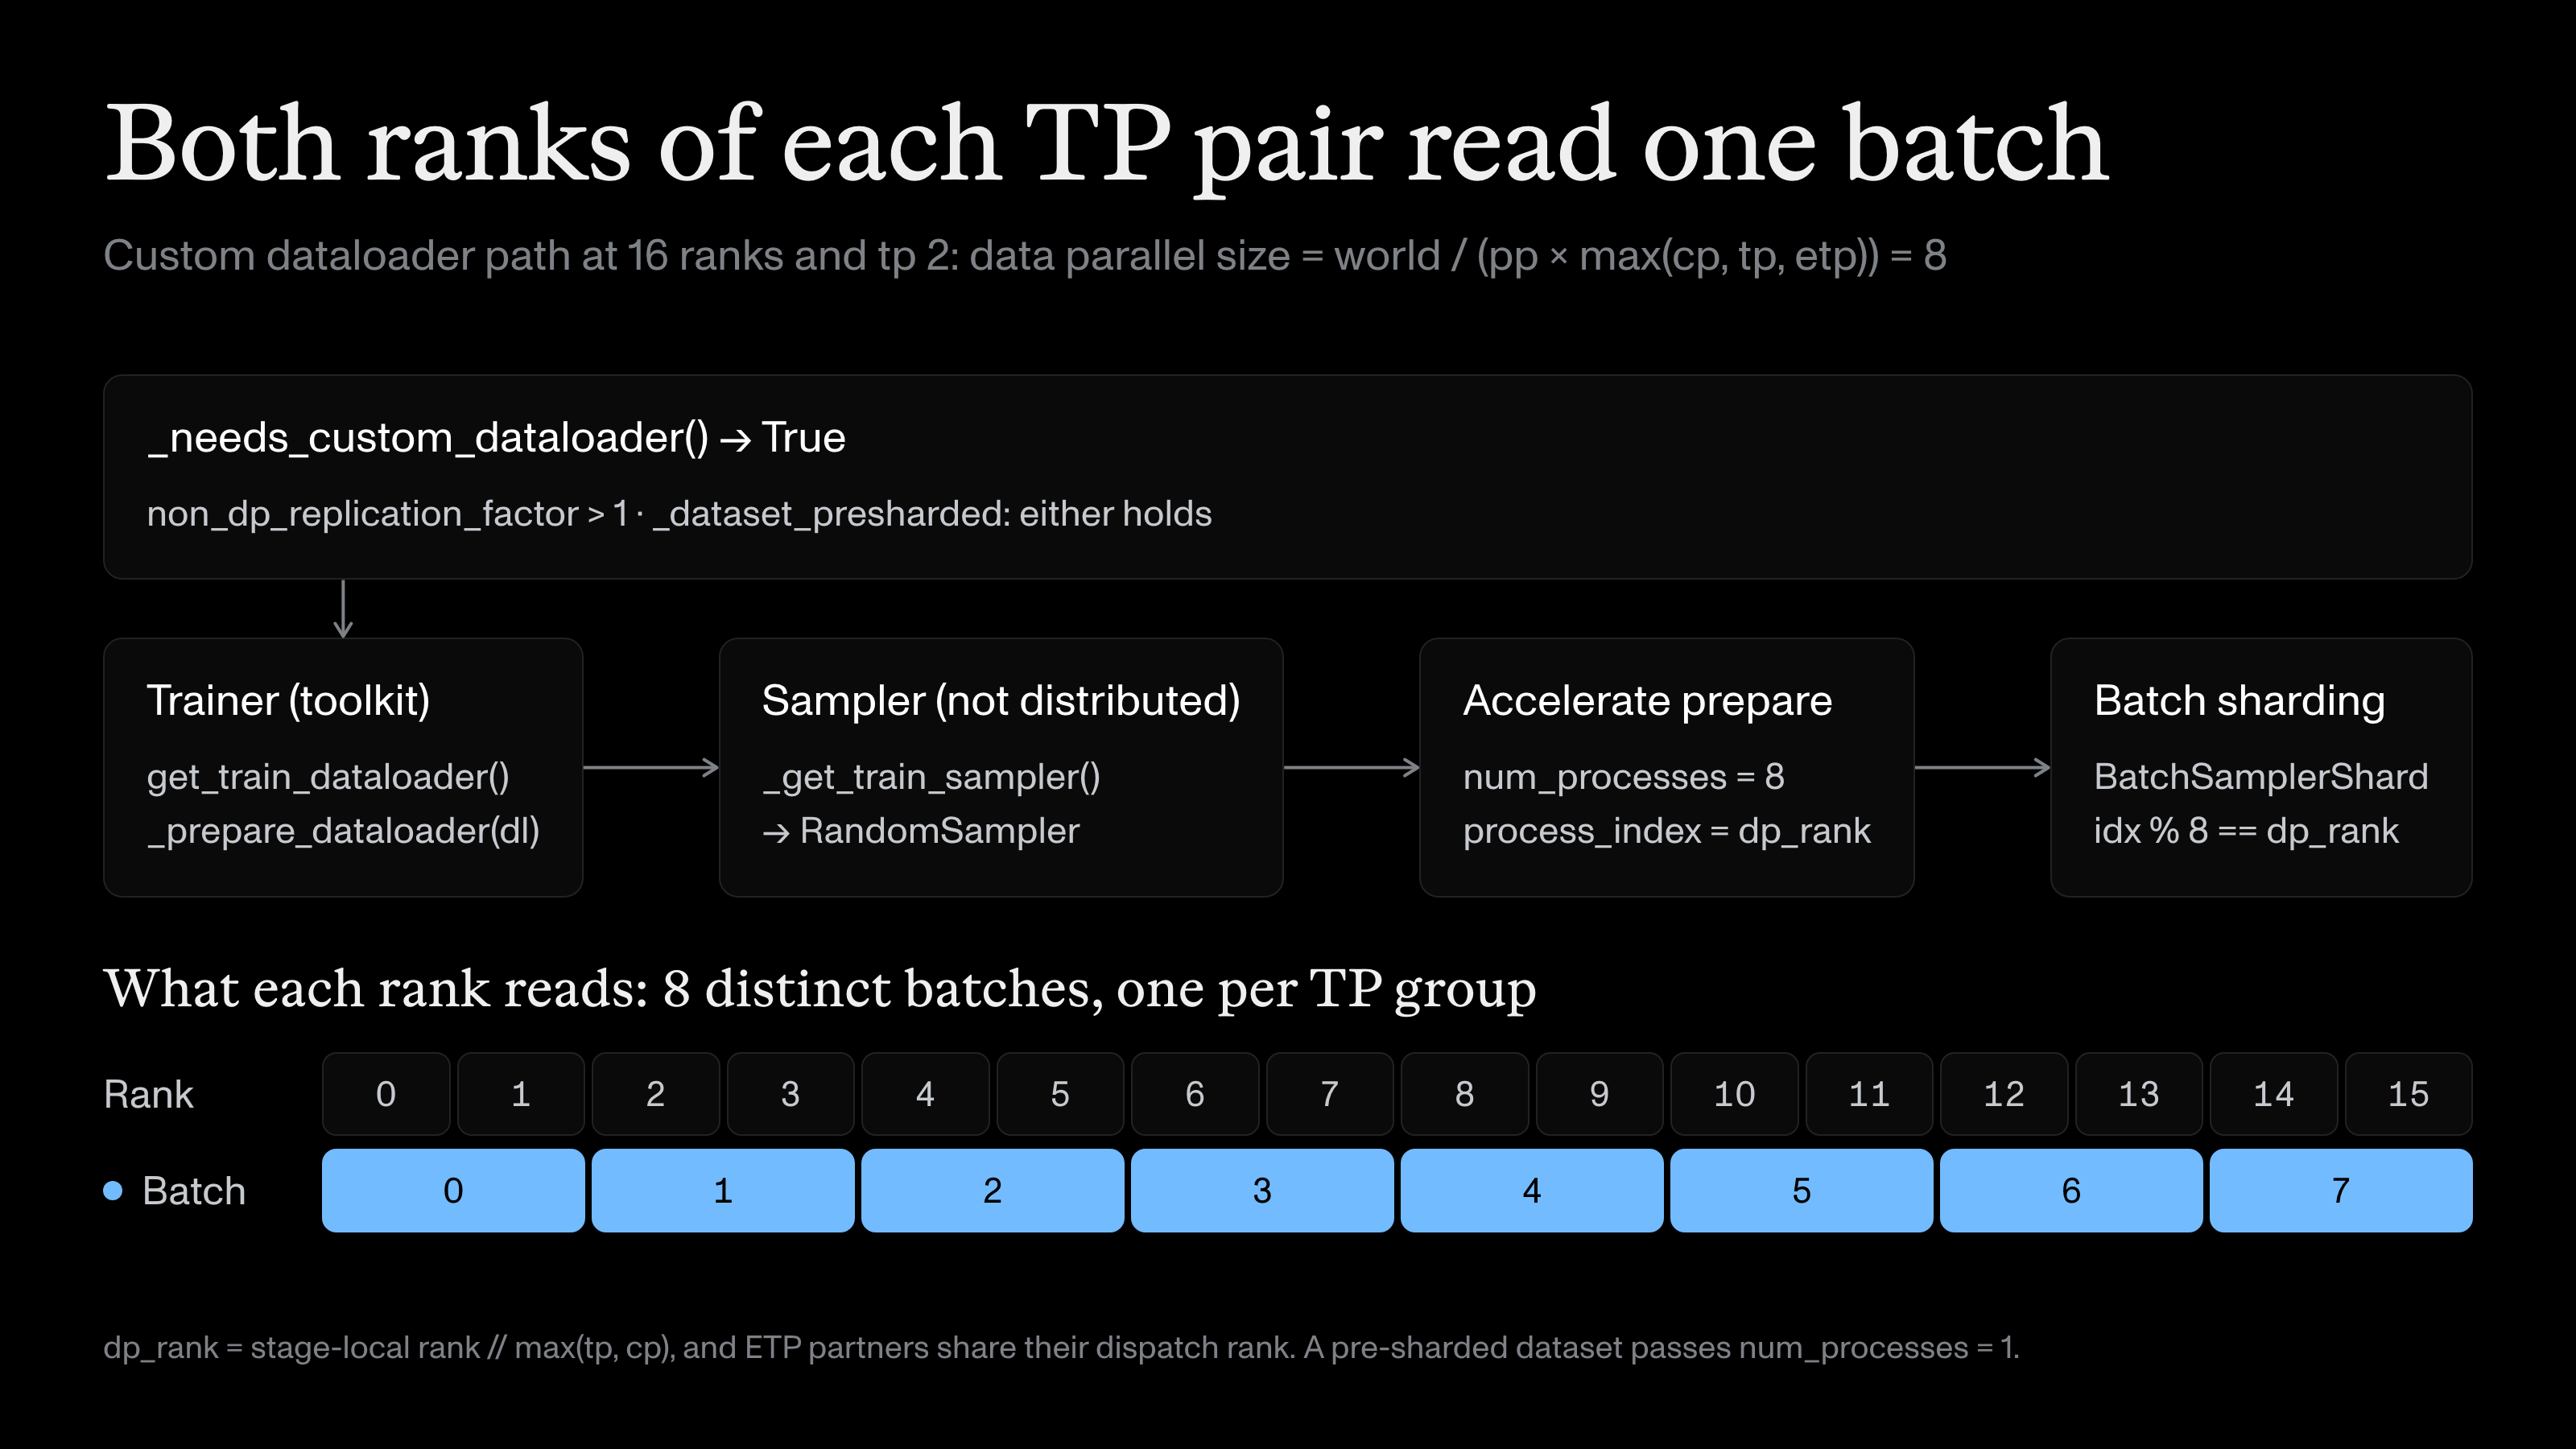 Both ranks of each TP pair read one batch
Custom dataloader path at 16 ranks and tp 2: data parallel size = world / (pp × max(cp, tp, etp)) = 8
_needs_custom_dataloader() → True
non_dp_replication_factor > 1 · _dataset_presharded: either holds
Trainer (toolkit)
get_train_dataloader()
_prepare_dataloader(dl)
Sampler (not distributed)
_get_train_sampler()
→ RandomSampler
Accelerate prepare
num_processes = 8
process_index = dp_rank
Batch sharding
BatchSamplerShard
idx % 8 == dp_rank
What each rank reads: 8 distinct batches, one per TP group
Rank 0 1 2 3 4 5 6 7 8 9 10 11 12 13 14 15
Batch 0 1 2 3 4 5 6 7
dp_rank = stage-local rank // max(tp, cp), and ETP partners share their dispatch rank. A pre-sharded dataset passes num_processes = 1.